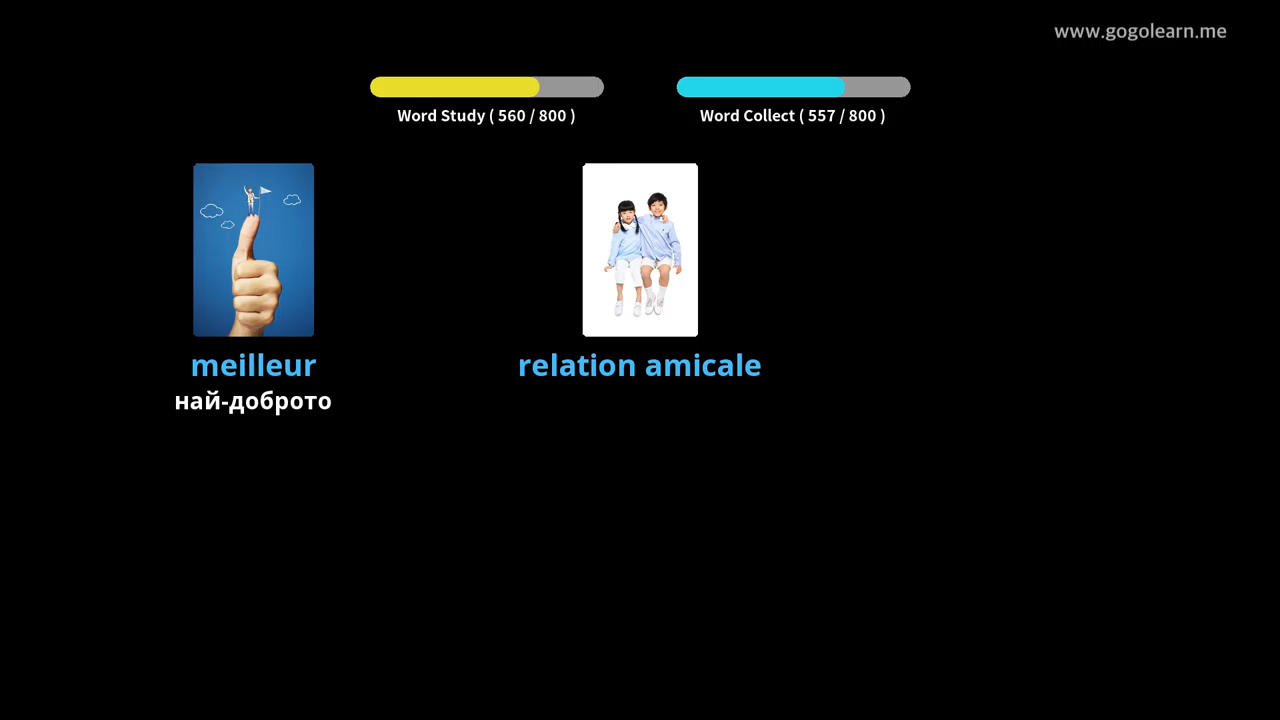 www.gogolearn.me
Word Study ( 560 / 800 )
Word Collect ( 557 / 800 )
meilleur
най-доброто
relation amicale